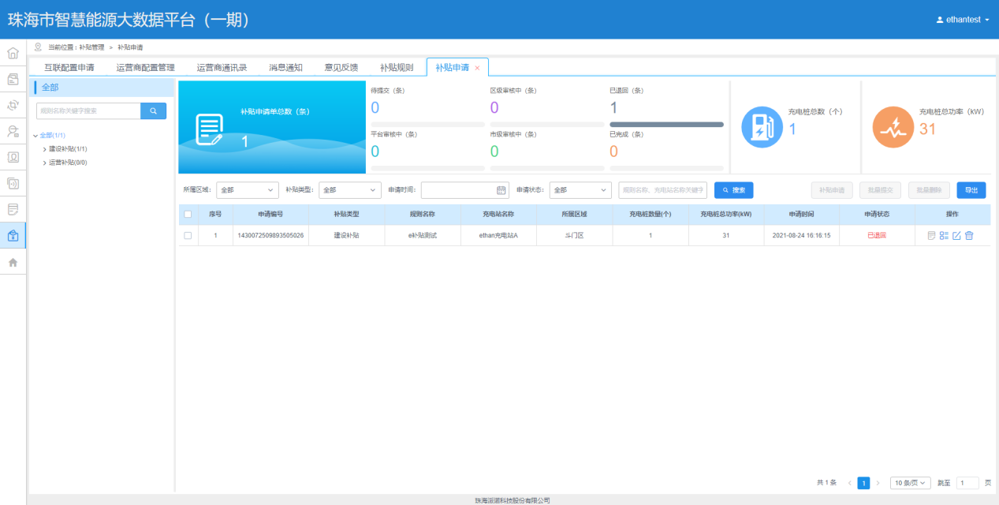 珠海市智慧能源大数据平台（一期）
ethantest
当前位置：补贴管理 > 补贴申请
互联配置申请 运营商配置管理 运营商通讯录 消息通知 意见反馈 补贴规则 补贴申请 ×
全部
规则名称关键字搜索
全部(1/1)
建设补贴(1/1)
运营补贴(0/0)
补贴申请单总数（条）
1
待提交（条） 区级审核中（条） 已退回（条）
0 0 1
平台审核中（条） 市级审核中（条） 已完成（条）
0 0 0
充电桩总数（个）
1
充电桩总功率（kW）
31
所属区域: 全部 补贴类型: 全部 申请时间: 申请状态: 全部 规则名称、充电站名称关键字 搜索 补贴申请 批量提交 批量删除 导出
序号 申请编号 补贴类型 规则名称 充电站名称 所属区域 充电桩数量(个) 充电桩总功率(kW) 申请时间 申请状态 操作
1 1430072509893505026 建设补贴 e补贴测试 ethan充电站A 斗门区 1 31 2021-08-24 16:16:15 已退回
共 1 条 < 1 > 10 条/页 跳至 1 页
珠海派诺科技股份有限公司